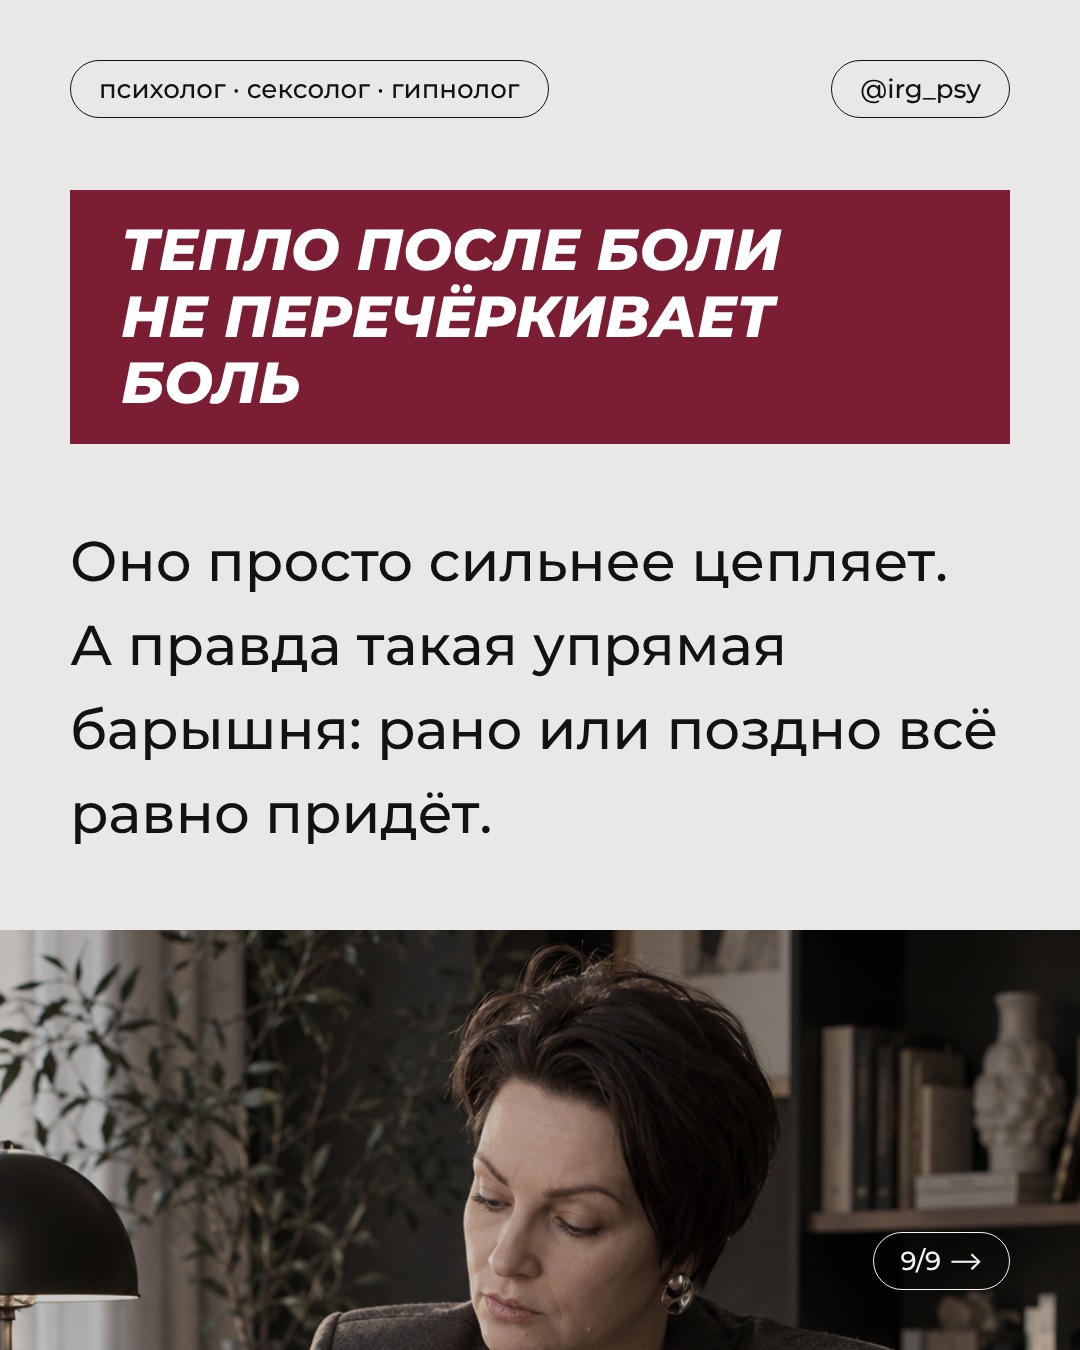 психолог · сексолог · гипнолог
@irg_psy
ТЕПЛО ПОСЛЕ БОЛИ
НЕ ПЕРЕЧЁРКИВАЕТ
БОЛЬ
Оно просто сильнее цепляет.
А правда такая упрямая
барышня: рано или поздно всё
равно придёт.
9/9 →